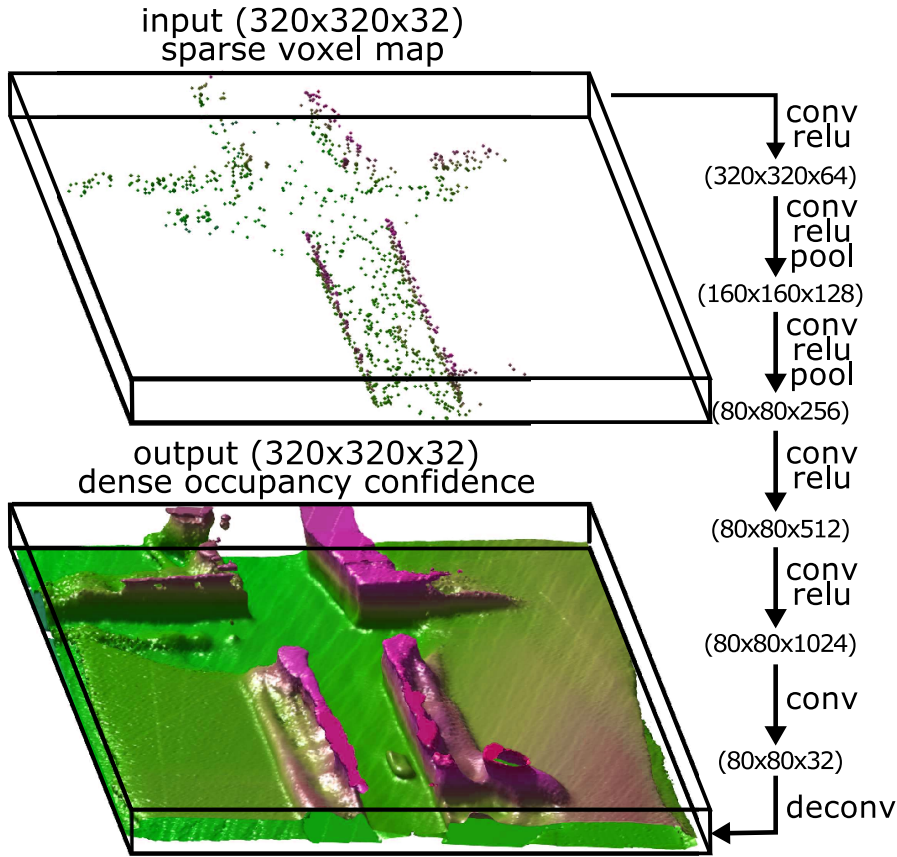 input (320x320x32)
sparse voxel map
conv
relu
(320x320x64)
conv
relu
pool
(160x160x128)
conv
relu
pool
(80x80x256)
conv
relu
(80x80x512)
conv
relu
(80x80x1024)
conv
(80x80x32)
deconv
output (320x320x32)
dense occupancy confidence